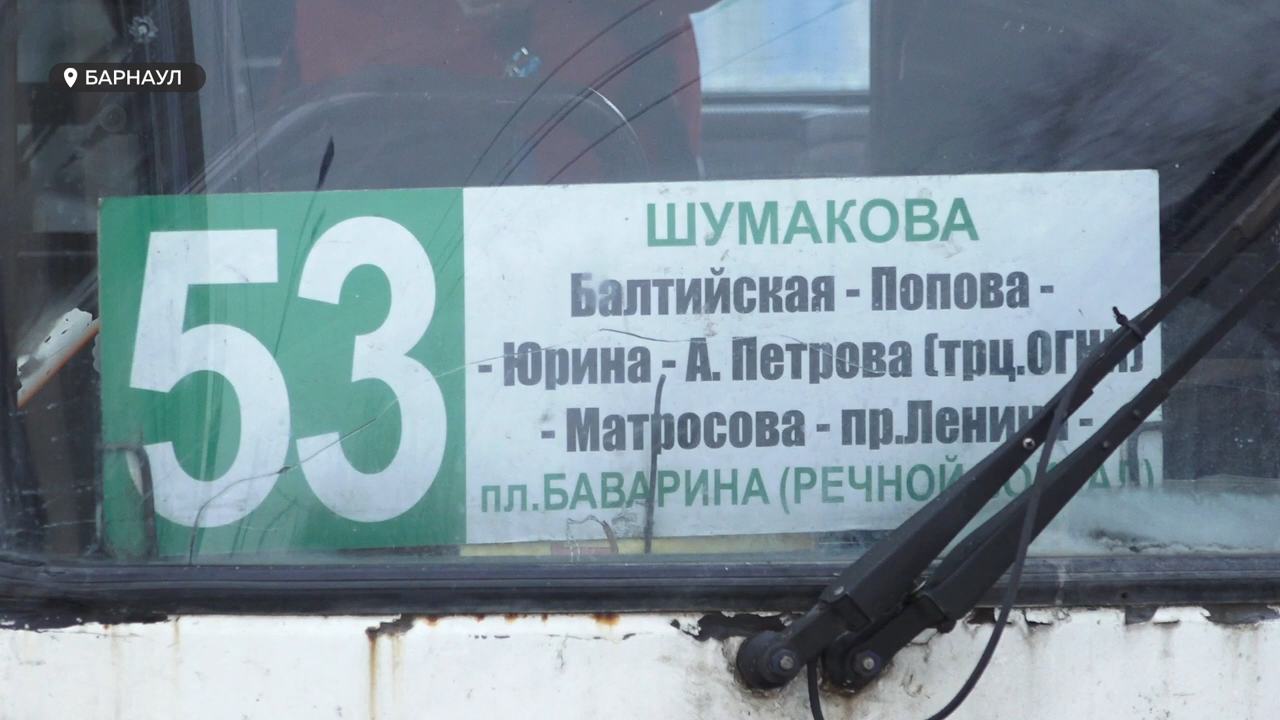 БАРНАУЛ
53
ШУМАКОВА
Балтийская - Попова -
- Юрина - А. Петрова (трц.ОГНИ)
- Матросова - пр.Ленина -
пл.БАВАРИНА (РЕЧНОЙ